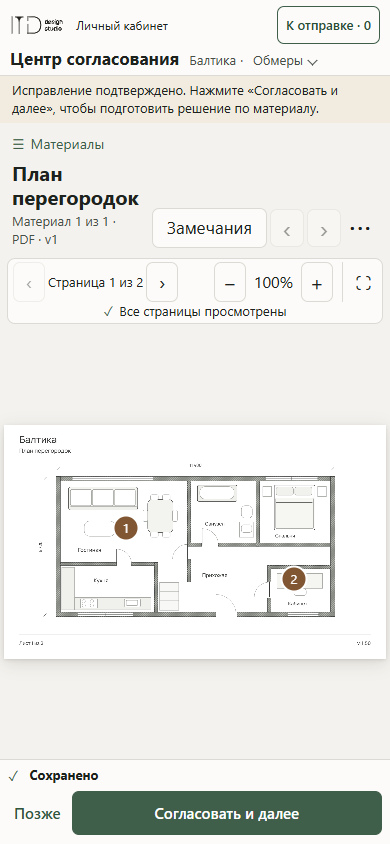 ITD design studio
Личный кабинет
К отправке · 0
Центр согласования
Балтика · Обмеры
Исправление подтверждено. Нажмите «Согласовать и
далее», чтобы подготовить решение по материалу.
☰ Материалы
План
перегородок
Материал 1 из 1 ·
PDF · v1
Замечания
‹ › •••
‹ Страница 1 из 2 ›
− 100% +
✓ Все страницы просмотрены
Балтика
План перегородок
Гостиная
1
Санузел
Спальня
Кухня
Прихожая
2
Кабинет
✓ Сохранено
Позже
Согласовать и далее